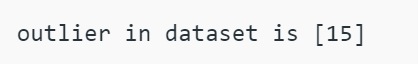 outlier in dataset is [15]